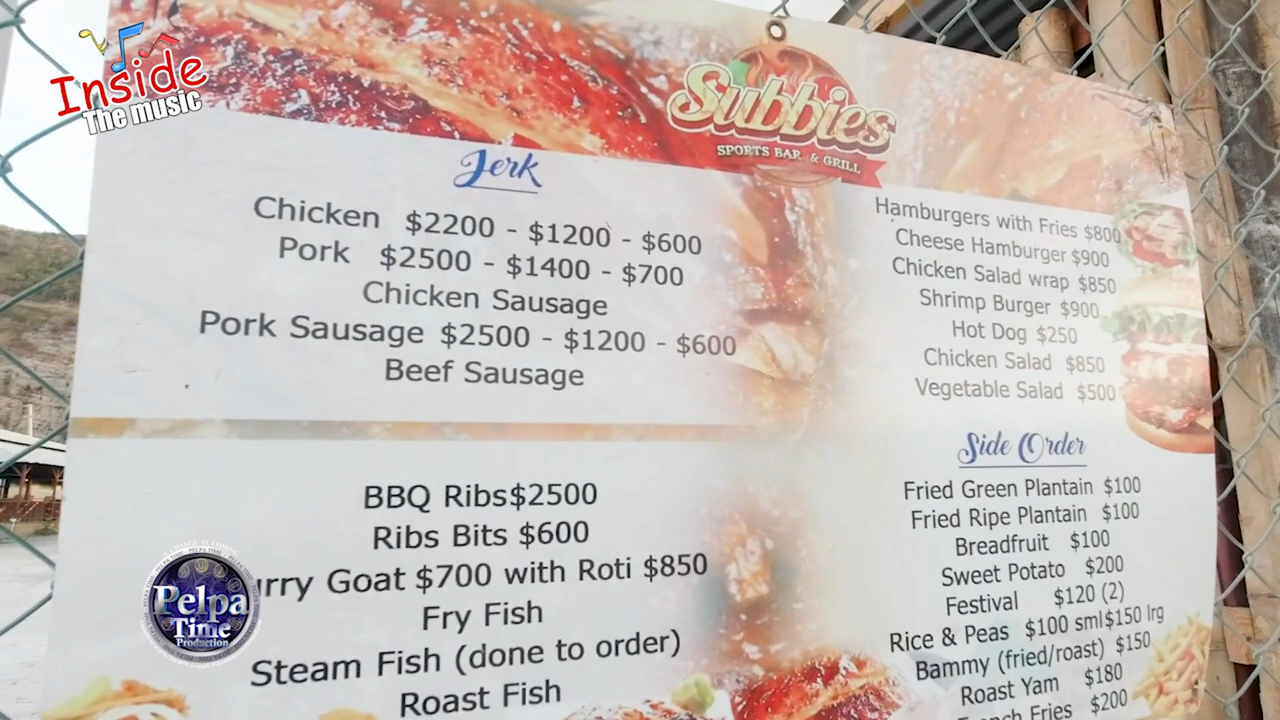 Inside
The music
Subbies
SPORTS BAR & GRILL
Jerk
Chicken $2200 - $1200 - $600
Pork $2500 - $1400 - $700
Chicken Sausage
Pork Sausage $2500 - $1200 - $600
Beef Sausage
BBQ Ribs$2500
Ribs Bits $600
urry Goat $700 with Roti $850
Fry Fish
Steam Fish (done to order)
Roast Fish
Hamburgers with Fries $800
Cheese Hamburger $900
Chicken Salad wrap $850
Shrimp Burger $900
Hot Dog $250
Chicken Salad $850
Vegetable Salad $500
Side Order
Fried Green Plantain $100
Fried Ripe Plantain $100
Breadfruit $100
Sweet Potato $200
Festival $120 (2)
Rice & Peas $100 sml $150 lrg
Bammy (fried/roast) $150
Roast Yam $180
French Fries $200
Pelpa
Time
Production